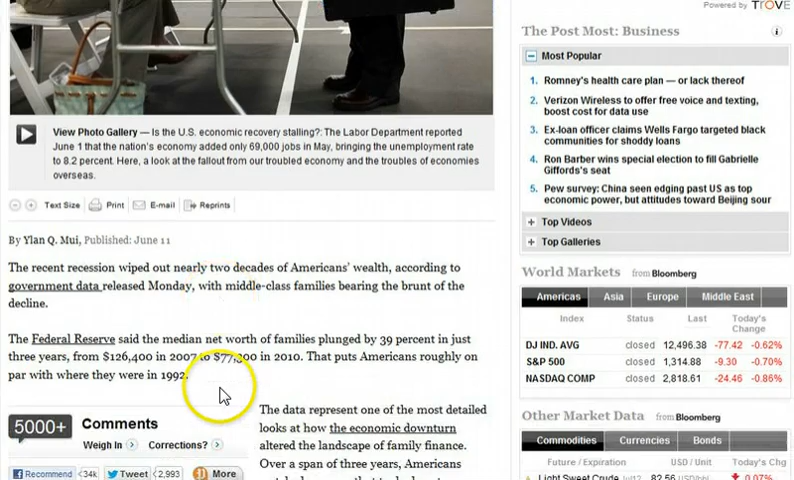 Powered by TROVE
The Post Most: Business
Most Popular
1. Romney's health care plan — or lack thereof
2. Verizon Wireless to offer free voice and texting,
boost cost for data use
3. Ex-loan officer claims Wells Fargo targeted black
communities for shoddy loans
4. Ron Barber wins special election to fill Gabrielle
Giffords's seat
5. Pew survey: China seen edging past US as top
economic power, but attitudes toward Beijing sour
Top Videos
Top Galleries
View Photo Gallery — Is the U.S. economic recovery stalling?: The Labor Department reported
June 1 that the nation's economy added only 69,000 jobs in May, bringing the unemployment rate
to 8.2 percent. Here, a look at the fallout from our troubled economy and the troubles of economies
overseas.
Text Size Print E-mail Reprints
By Ylan Q. Mui, Published: June 11
The recent recession wiped out nearly two decades of Americans' wealth, according to
government data released Monday, with middle-class families bearing the brunt of the
decline.
The Federal Reserve said the median net worth of families plunged by 39 percent in just
three years, from $126,400 in 2007 to $77,300 in 2010. That puts Americans roughly on
par with where they were in 1992.
5000+ Comments
Weigh In Corrections?
Recommend 34k Tweet 2,993 More
The data represent one of the most detailed
looks at how the economic downturn
altered the landscape of family finance.
Over a span of three years, Americans
World Markets from Bloomberg
Americas Asia Europe Middle East
Index Status Last Today's
Change
DJ IND. AVG closed 12,496.38 -77.42 -0.62%
S&P 500 closed 1,314.88 -9.30 -0.70%
NASDAQ COMP closed 2,818.61 -24.46 -0.86%
Other Market Data from Bloomberg
Commodities Currencies Bonds
Future / Expiration USD / Unit Today's Chg
Light Sweet Crude 82.56 0.07%